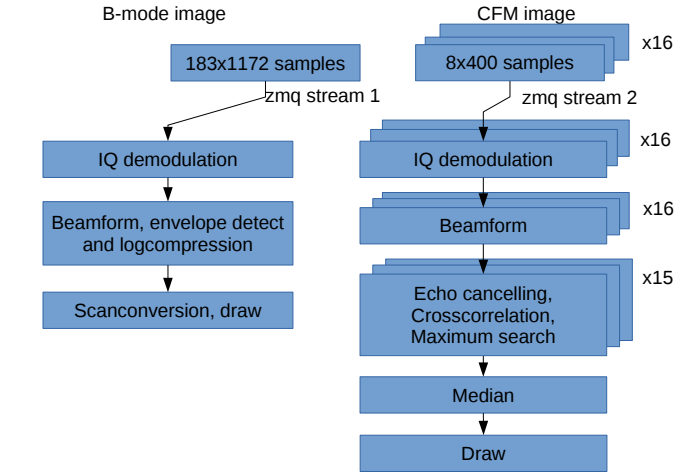 B-mode image
183x1172 samples
zmq stream 1
IQ demodulation
Beamform, envelope detect
and logcompression
Scanconversion, draw
CFM image
x16
8x400 samples
zmq stream 2
x16
IQ demodulation
x16
Beamform
x15
Echo cancelling,
Crosscorrelation,
Maximum search
Median
Draw